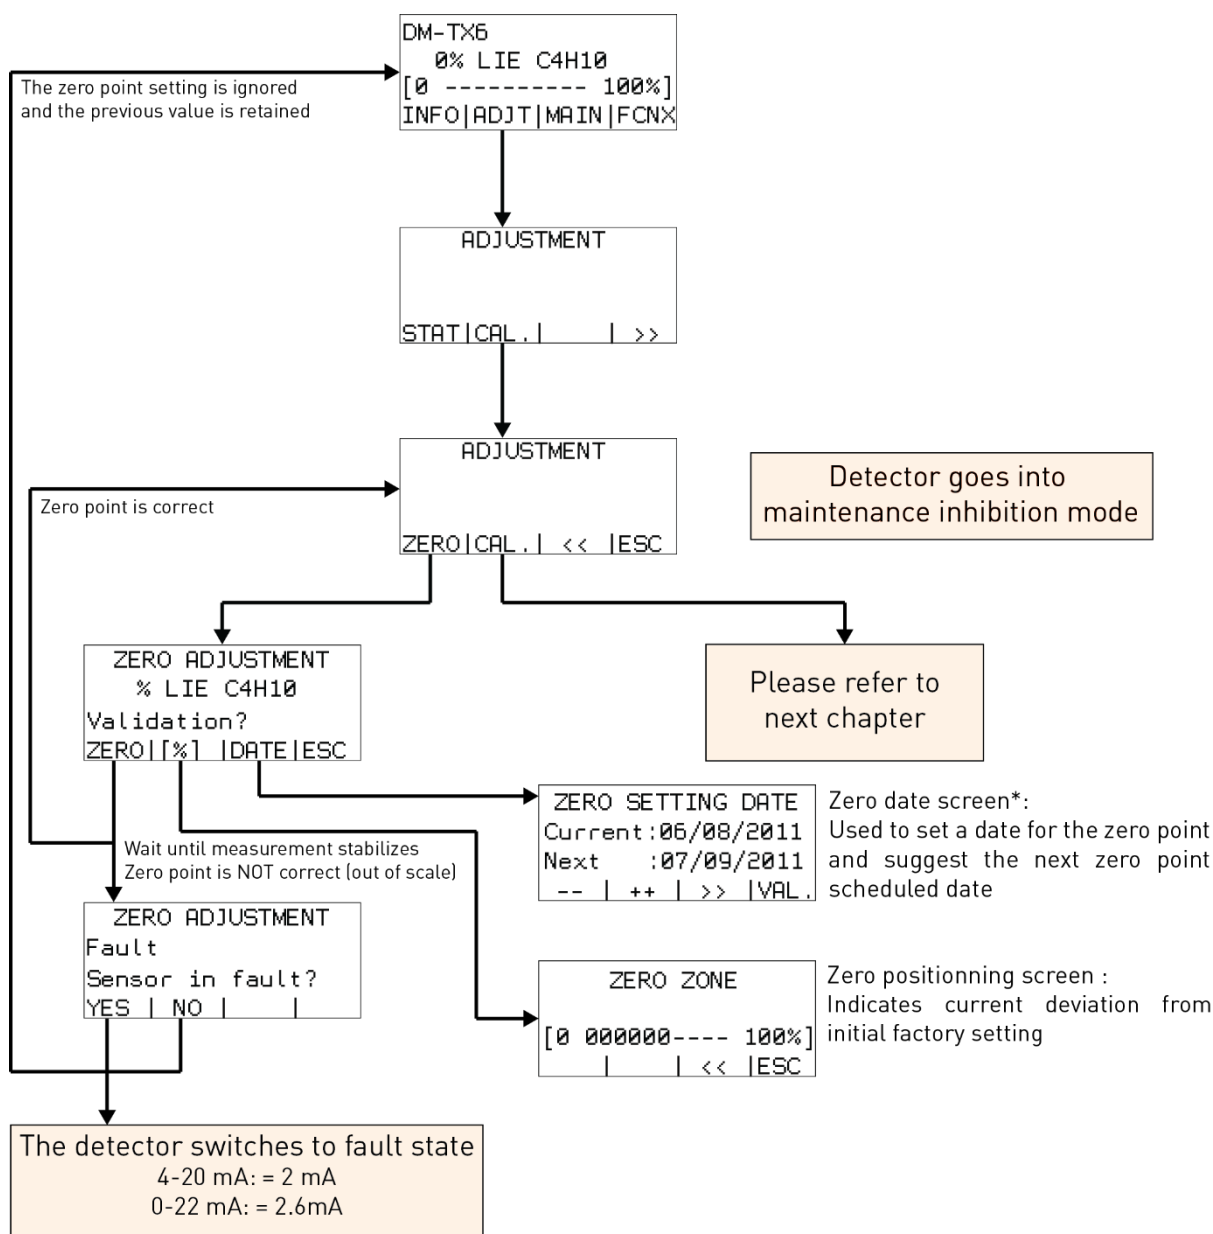 DM-TX6
0% LIE C4H10
[0 ---------- 100%]
INFO|ADJT|MAIN|FCNX
The zero point setting is ignored
and the previous value is retained
ADJUSTMENT
STAT|CAL.| | >>
ADJUSTMENT
ZERO|CAL.| << |ESC
Zero point is correct
Detector goes into
maintenance inhibition mode
ZERO ADJUSTMENT
% LIE C4H10
Validation?
ZERO|[%] |DATE|ESC
Please refer to
next chapter
ZERO SETTING DATE
Current:06/08/2011
Next :07/09/2011
-- | ++ | >> |VAL.
Zero date screen*:
Used to set a date for the zero point
and suggest the next zero point
scheduled date
Wait until measurement stabilizes
Zero point is NOT correct (out of scale)
ZERO ADJUSTMENT
Fault
Sensor in fault?
YES | NO | |
ZERO ZONE
[0 000000---- 100%]
| | << |ESC
Zero positionning screen :
Indicates current deviation from
initial factory setting
The detector switches to fault state
4-20 mA: = 2 mA
0-22 mA: = 2.6mA